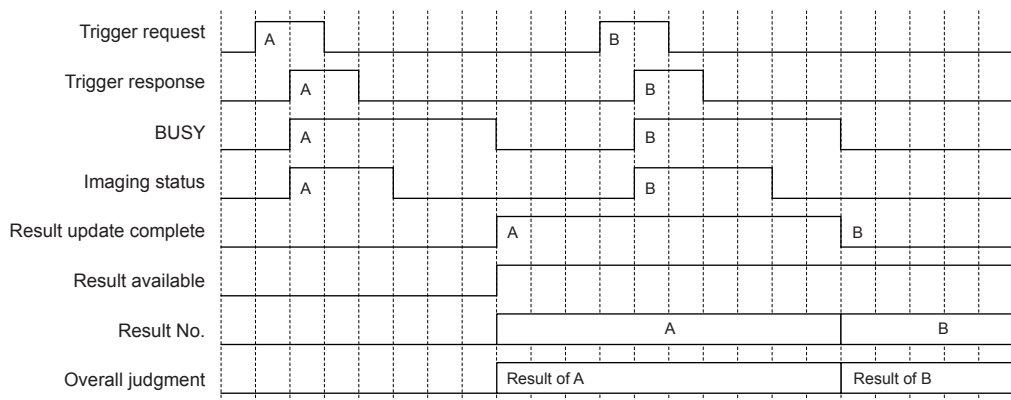 Trigger request A B
Trigger response A B
BUSY A B
Imaging status A B
Result update complete A B
Result available
Result No. A B
Overall judgment Result of A Result of B